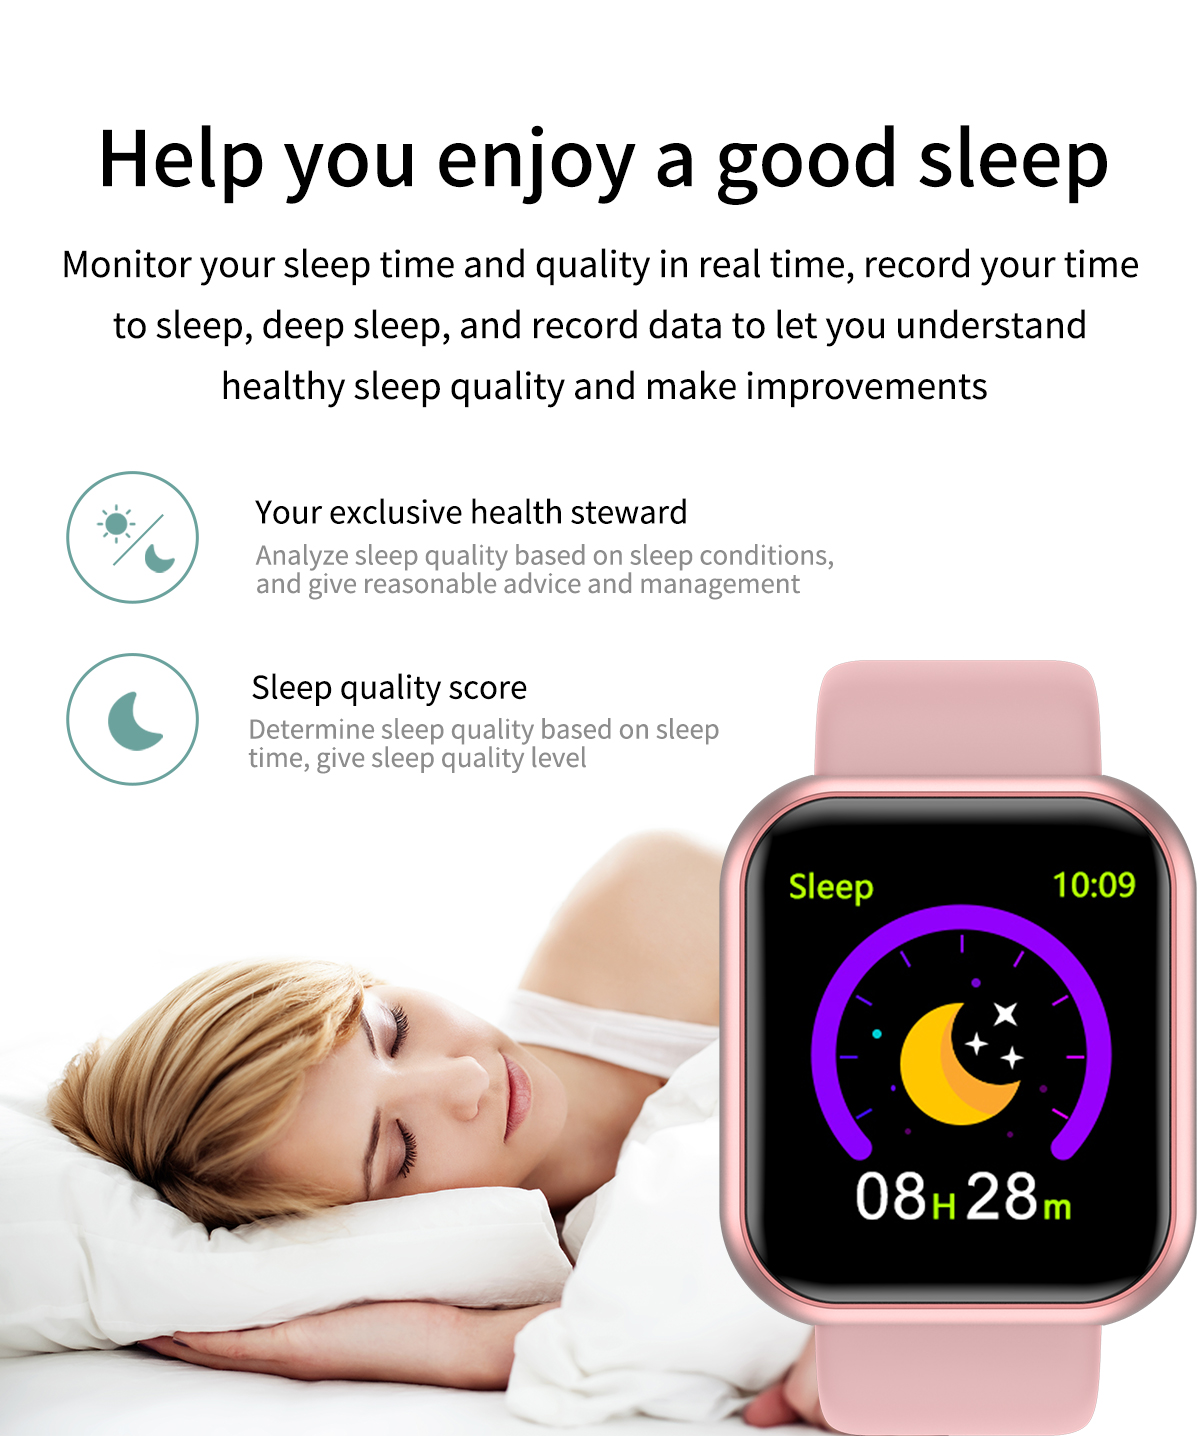 Help you enjoy a good sleep
Monitor your sleep time and quality in real time, record your time
to sleep, deep sleep, and record data to let you understand
healthy sleep quality and make improvements
Your exclusive health steward
Analyze sleep quality based on sleep conditions,
and give reasonable advice and management
Sleep quality score
Determine sleep quality based on sleep
time, give sleep quality level
Sleep 10:09
08H28m